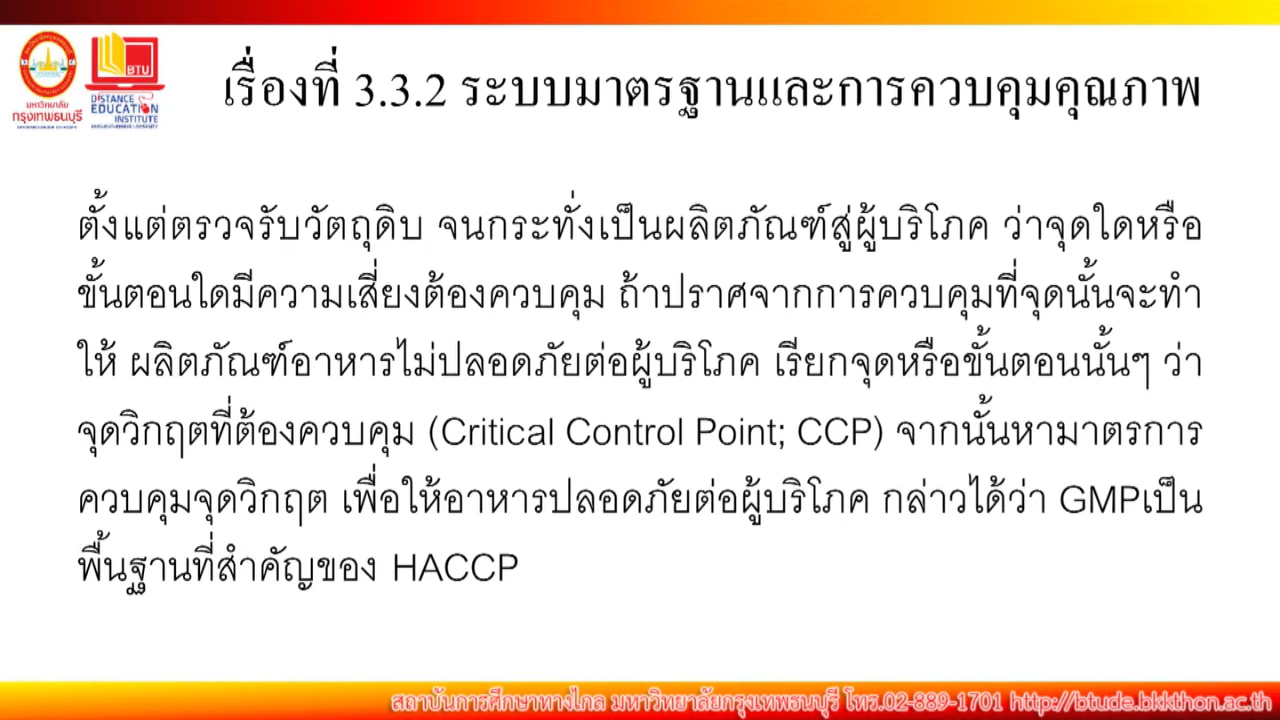 เรื่องที่ 3.3.2 ระบบมาตรฐานและการควบคุมคุณภาพ
มหาวิทยาลัย
กรุงเทพธนบุรี
BTU
DISTANCE
EDUCATION
INSTITUTE
ตั้งแต่ตรวจรับวัตถุดิบ จนกระทั่งเป็นผลิตภัณฑ์สู่ผู้บริโภค ว่าจุดใดหรือ
ขั้นตอนใดมีความเสี่ยงต้องควบคุม ถ้าปราศจากการควบคุมที่จุดนั้นจะทำ
ให้ ผลิตภัณฑ์อาหารไม่ปลอดภัยต่อผู้บริโภค เรียกจุดหรือขั้นตอนนั้นๆ ว่า
จุดวิกฤตที่ต้องควบคุม (Critical Control Point; CCP) จากนั้นหามาตรการ
ควบคุมจุดวิกฤต เพื่อให้อาหารปลอดภัยต่อผู้บริโภค กล่าวได้ว่า GMPเป็น
พื้นฐานที่สำคัญของ HACCP
สถาบันการศึกษาทางไกล มหาวิทยาลัยกรุงเทพธนบุรี โทร.02-889-1701 http://btude.bkkthon.ac.th